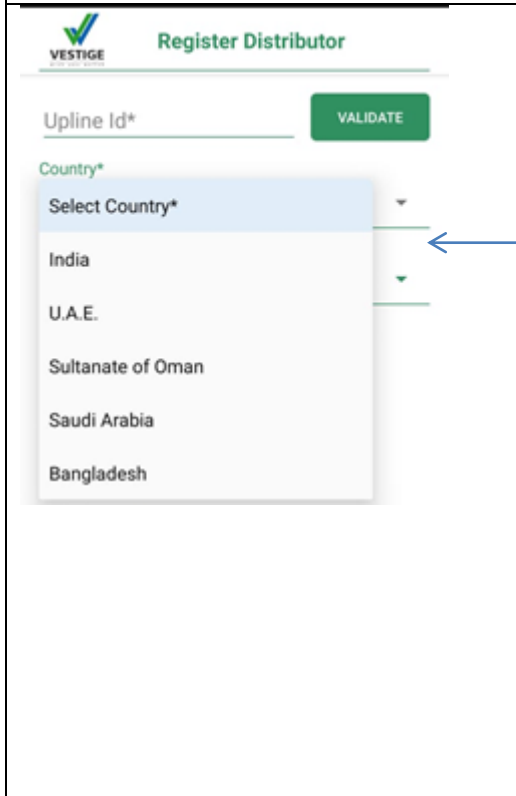 VESTIGE
Register Distributor
Upline Id*
VALIDATE
Country*
Select Country*
India
U.A.E.
Sultanate of Oman
Saudi Arabia
Bangladesh